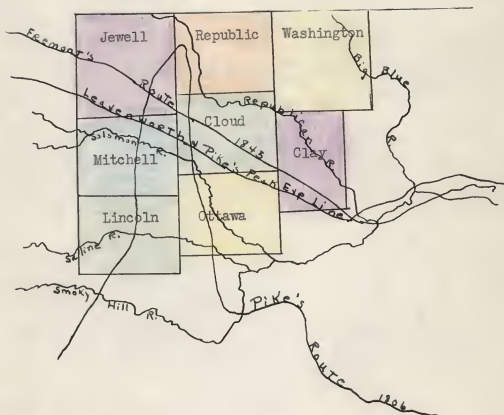 Jewell
Republic
Washington
Fremont's Route 1843
Big Blue R.
Republican R.
Leavenworth & Pike's Peak Exp. Line
Cloud
Solomon R.
Mitchell
Clay
Lincoln
Ottawa
Saline R.
Smoky Hill R.
Pike's Route 1806